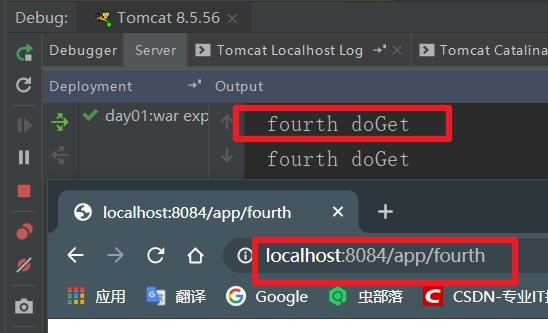 Debug: Tomcat 8.5.56
Debugger Server Tomcat Localhost Log Tomcat Catalina
Deployment Output
day01:war exp
fourth doGet
fourth doGet
localhost:8084/app/fourth
localhost:8084/app/fourth
应用 翻译 Google 虫部落 CSDN-专业IT